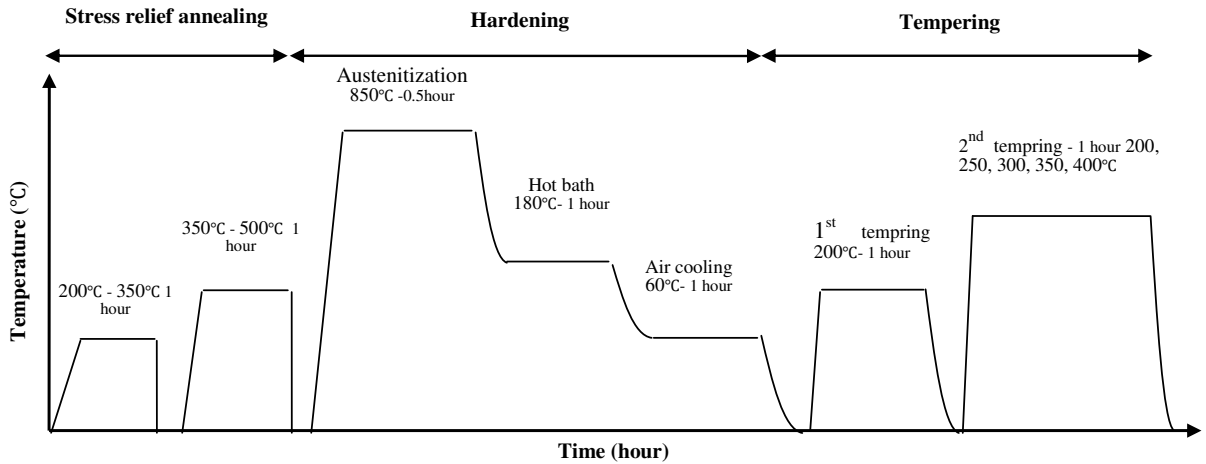 Stress relief annealing
Hardening
Tempering
Austenitization
850℃ -0.5hour
2nd tempring - 1 hour 200,
250, 300, 350, 400℃
Hot bath
180℃- 1 hour
350℃ - 500℃ 1
hour
1st tempring
200℃- 1 hour
Air cooling
60℃- 1 hour
200℃ - 350℃ 1
hour
Temperature (℃)
Time (hour)